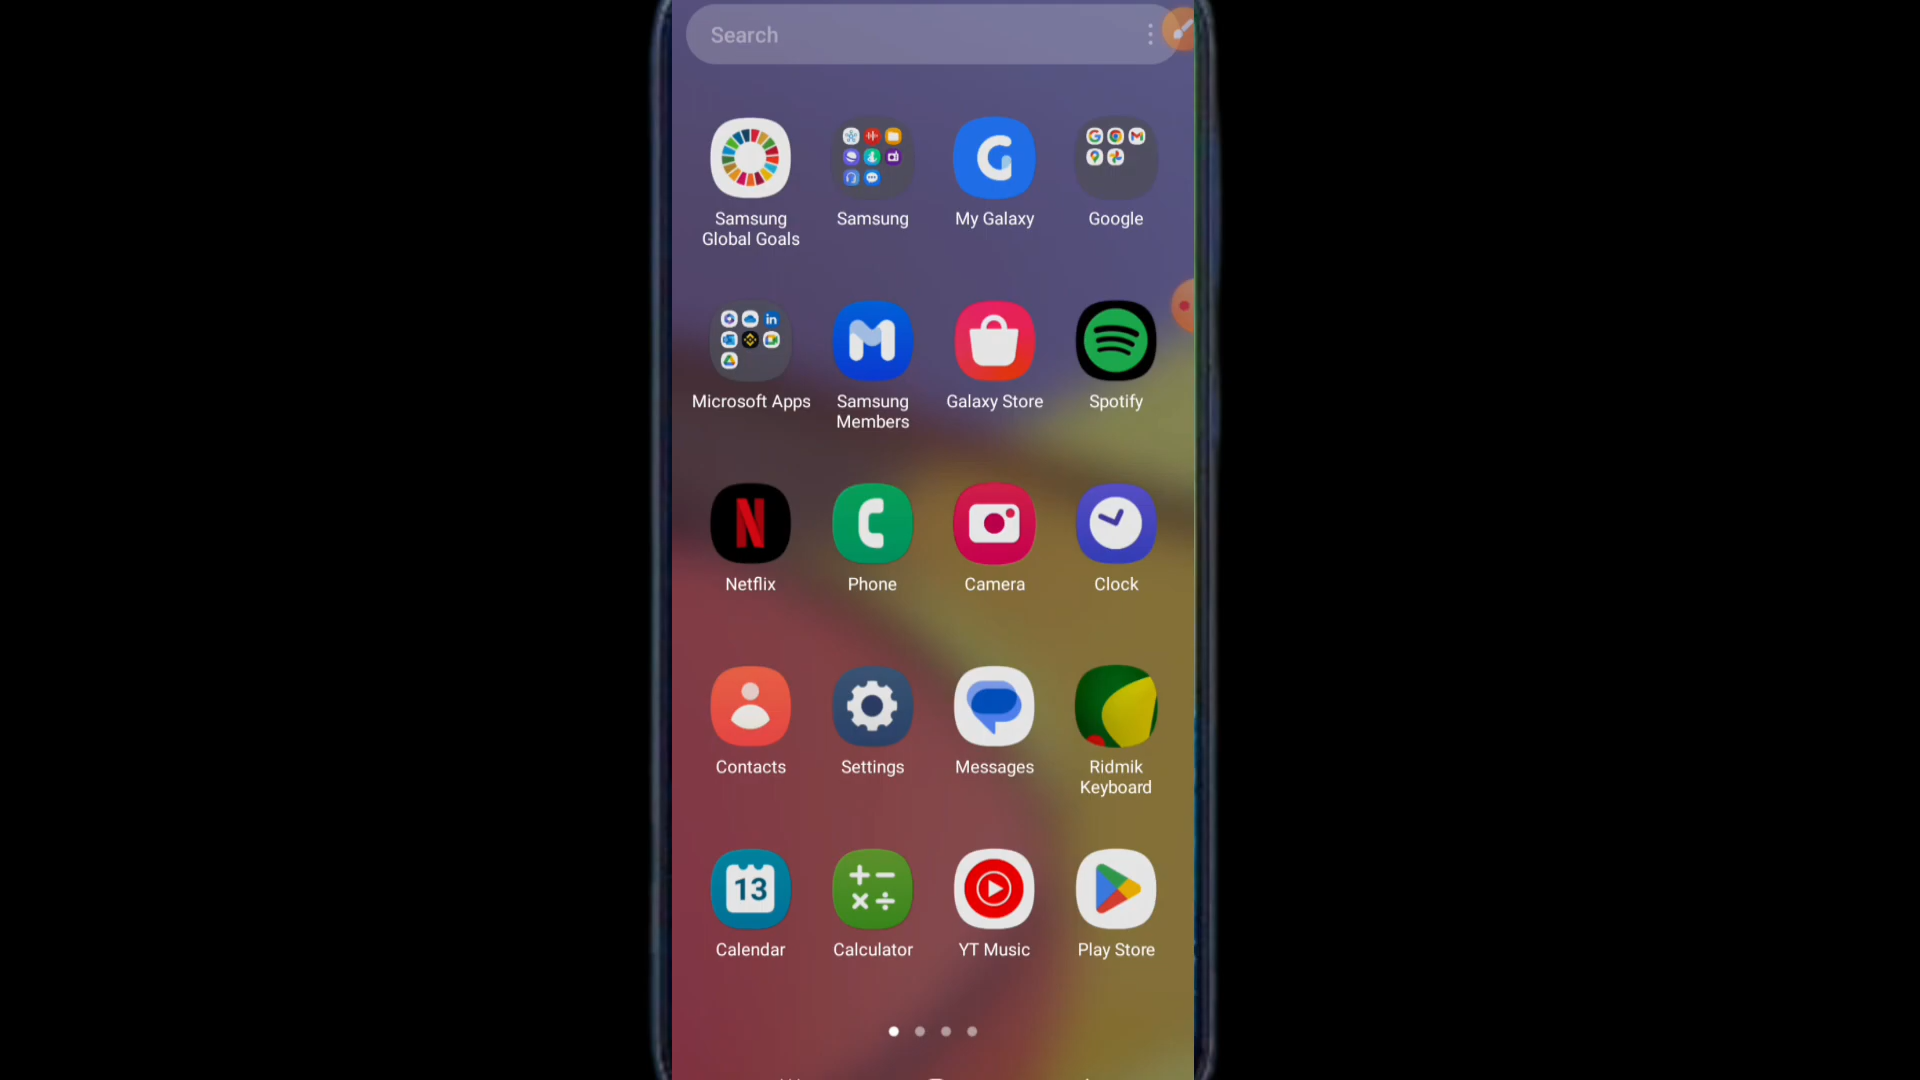 Search
Samsung
Global Goals
Samsung
My Galaxy
Google
Microsoft Apps
Samsung
Members
Galaxy Store
Spotify
Netflix
Phone
Camera
Clock
Contacts
Settings
Messages
Ridmik
Keyboard
13
Calendar
Calculator
YT Music
Play Store